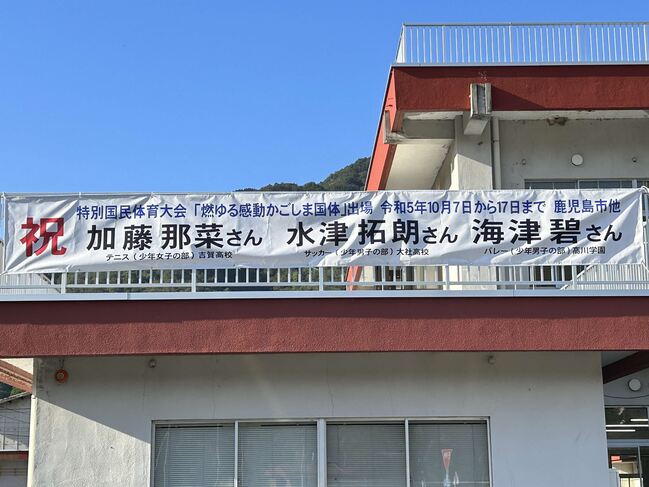 祝
特別国民体育大会「燃ゆる感動かごしま国体」出場 令和5年10月7日から17日まで 鹿児島市他
加藤那菜さん 水津拓朗さん 海津碧さん
テニス(少年女子の部)吉賀高校 サッカー(少年男子の部)大社高校 バレー(少年男子の部)高川学園